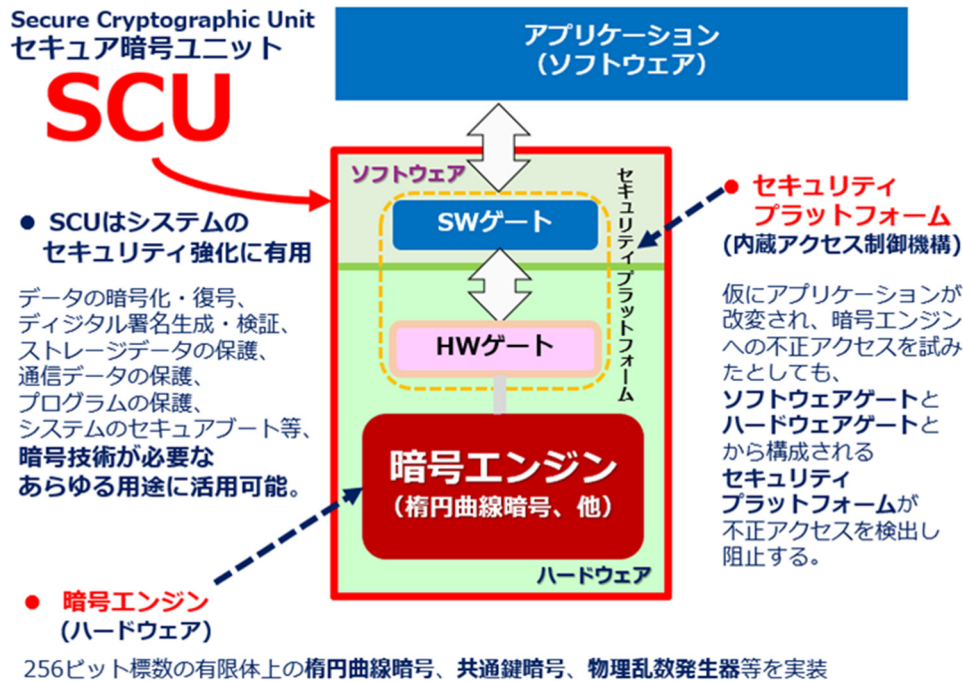 Secure Cryptographic Unit
セキュア暗号ユニット
SCU
アプリケーション
（ソフトウェア）
ソフトウェア
セキュリティプラットフォーム
SWゲート
HWゲート
暗号エンジン
（楕円曲線暗号、他）
ハードウェア
● SCUはシステムの
セキュリティ強化に有用
データの暗号化・復号、
ディジタル署名生成・検証、
ストレージデータの保護、
通信データの保護、
プログラムの保護、
システムのセキュアブート等、
暗号技術が必要な
あらゆる用途に活用可能。
● セキュリティ
プラットフォーム
(内蔵アクセス制御機構)
仮にアプリケーションが
改変され、暗号エンジン
への不正アクセスを試み
たとしても、
ソフトウェアゲートと
ハードウェアゲートと
から構成される
セキュリティ
プラットフォームが
不正アクセスを検出し
阻止する。
● 暗号エンジン
(ハードウェア)
256ビット標数の有限体上の楕円曲線暗号、共通鍵暗号、物理乱数発生器等を実装